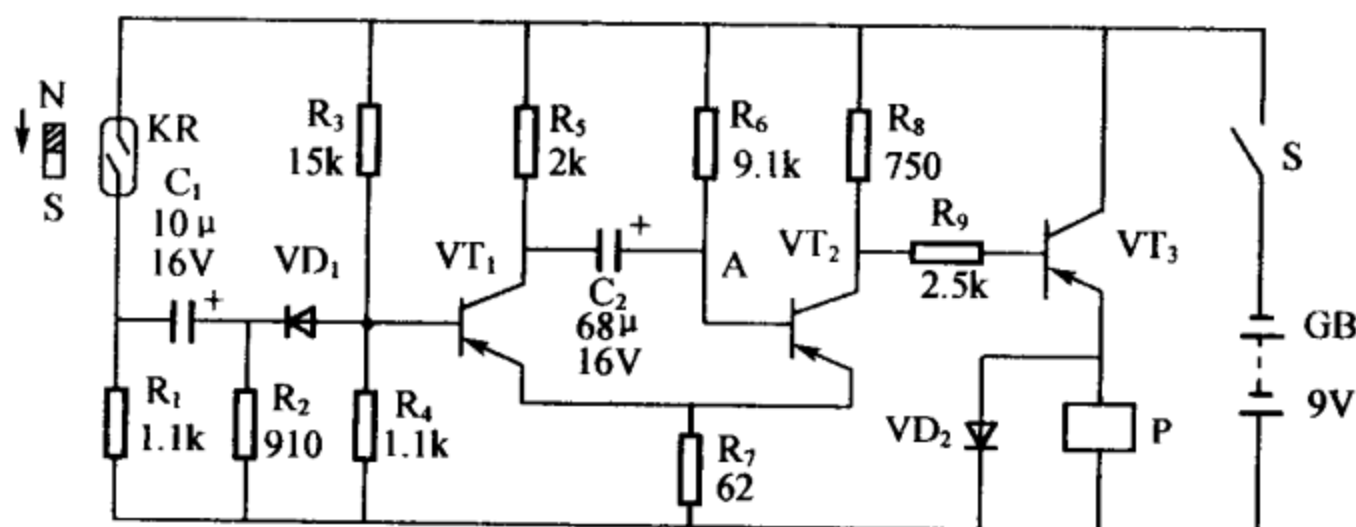 N
S
KR
C₁
10μ
16V
+
VD₁
R₁
1.1k
R₂
910
R₃
15k
R₄
1.1k
VT₁
R₅
2k
C₂
68μ
16V
+
R₆
9.1k
A
R₇
62
VT₂
R₈
750
R₉
2.5k
VT₃
VD₂
P
S
GB
9V